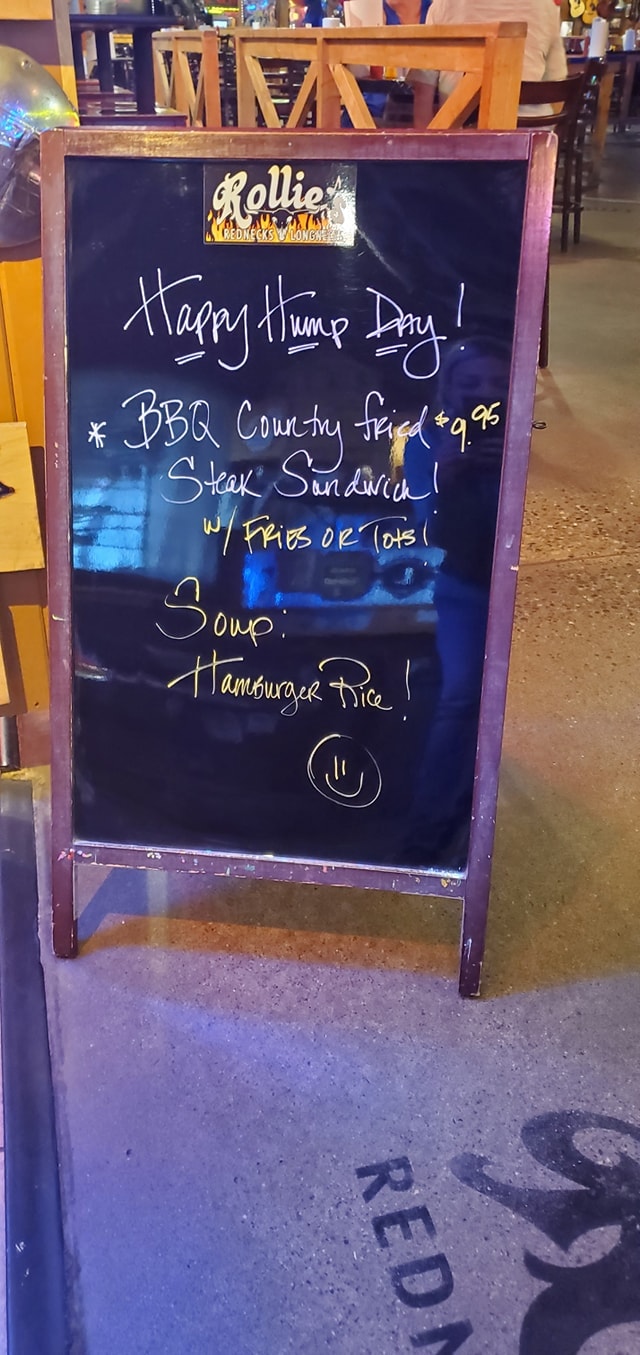 Rollie's
REDNECKS LONGNECKS
Happy Hump Day!
* BBQ Country fried $9.95
Steak Sandwich!
w/ FRIES OR Tots!
Soup:
HAMBURGER Rice!
REDN